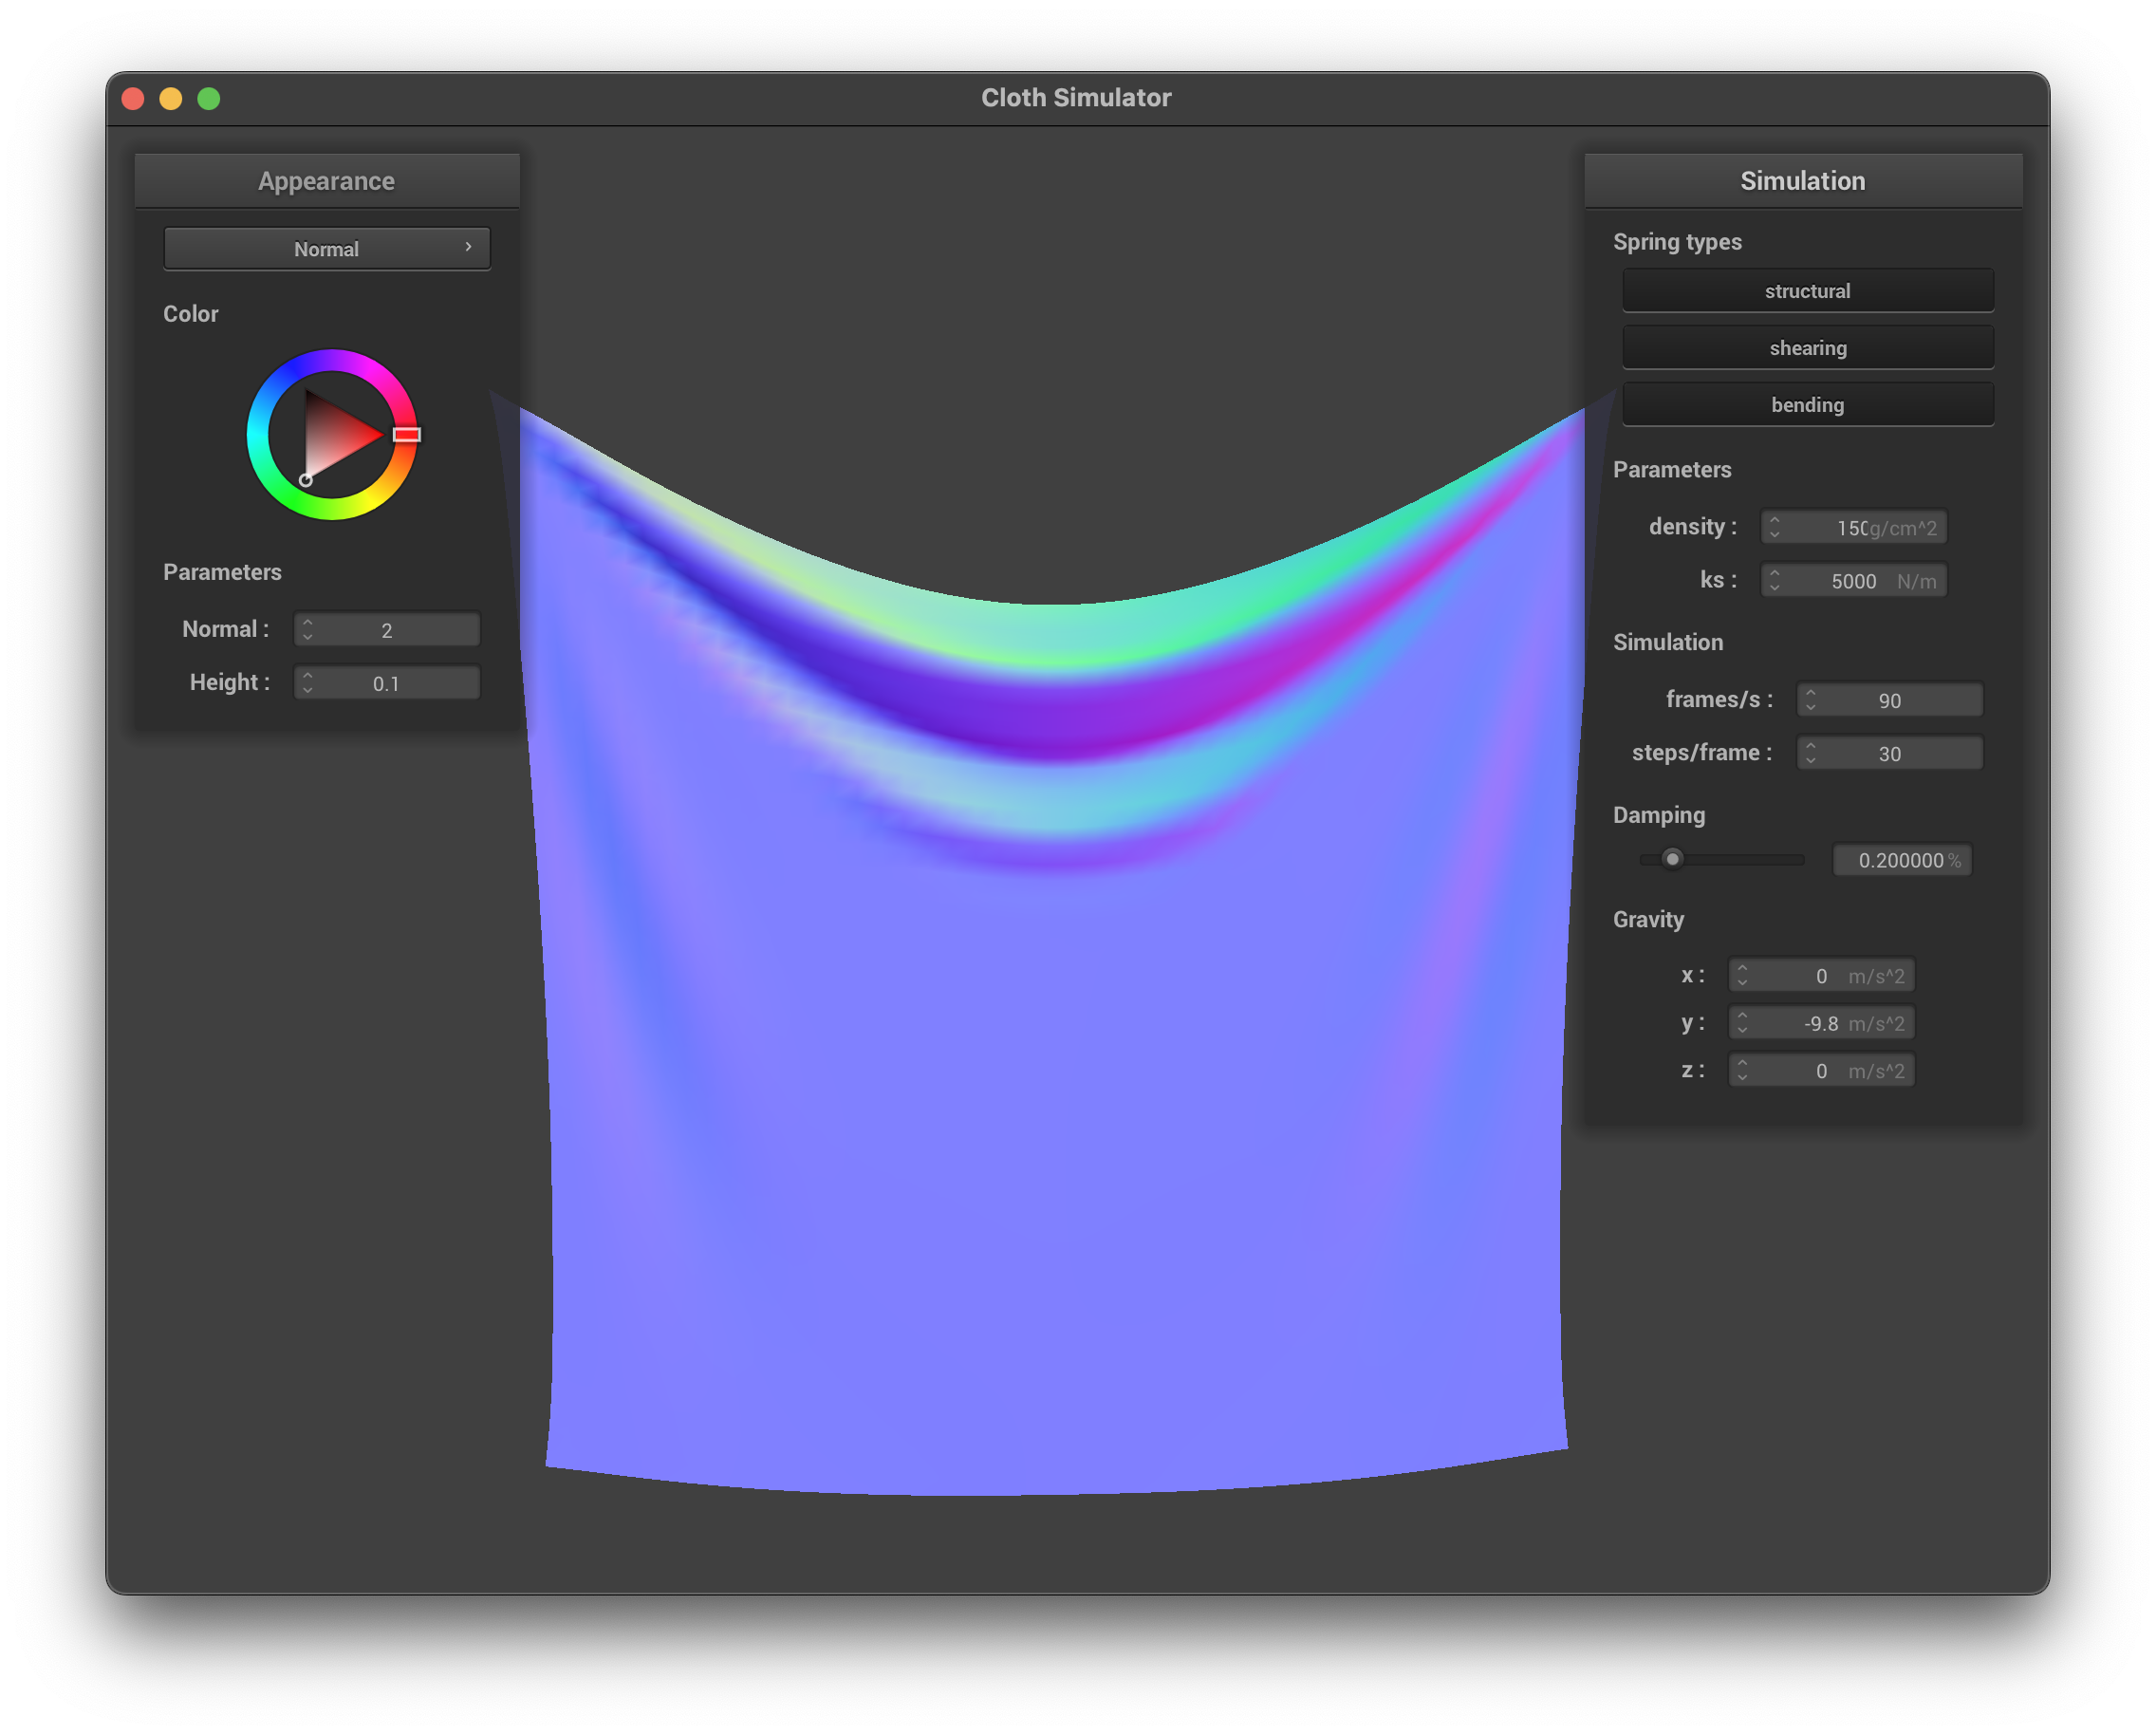 Cloth Simulator
Appearance
Normal
Color
Parameters
Normal : 2
Height : 0.1
Simulation
Spring types
structural
shearing
bending
Parameters
density : 150 g/cm^2
ks : 5000 N/m
Simulation
frames/s : 90
steps/frame : 30
Damping
0.200000 %
Gravity
x : 0 m/s^2
y : -9.8 m/s^2
z : 0 m/s^2